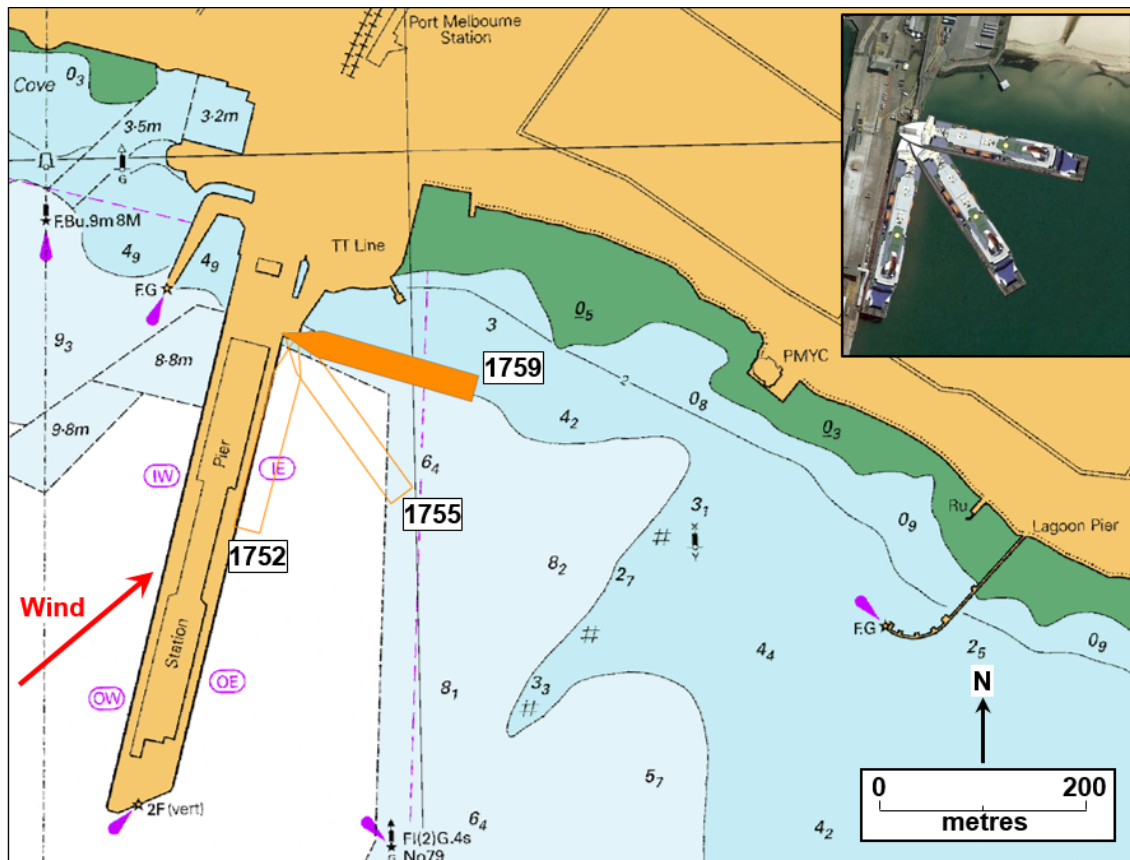 Port Melbourne
Station
Cove
0₃
3·5m
3·2m
G
F.Bu.9m8M
4₉
4₉
F.G
TT Line
9₃
8·8m
9·8m
3
0₅
1759
PMYC
2
0₈
4₂
0₃
6₄
IW
Pier
IE
1755
1752
3₁
Y
Ru
0₉
Lagoon Pier
8₂
2₇
Wind
Station
F.G
4₄
2₅
0₉
OW
OE
8₁
3₃
N
5₇
0
200
metres
2F (vert)
6₄
4₂
Fl(2)G.4s
G
No79